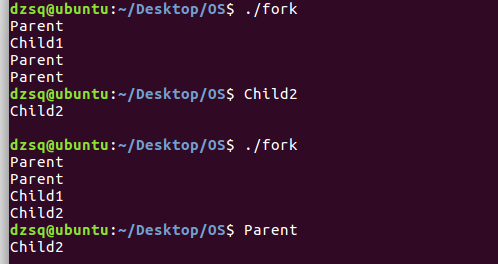 dzsq@ubuntu:~/Desktop/OS$ ./fork
Parent
Child1
Parent
Parent
dzsq@ubuntu:~/Desktop/OS$ Child2
Child2
dzsq@ubuntu:~/Desktop/OS$ ./fork
Parent
Parent
Child1
Child2
dzsq@ubuntu:~/Desktop/OS$ Parent
Child2